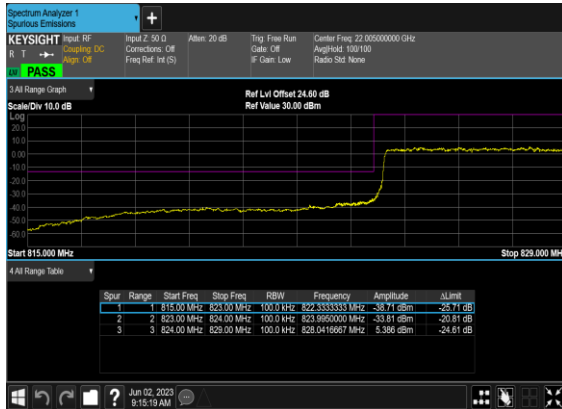 Spectrum Analyzer 1
Spurious Emissions
KEYSIGHT
R T
Input: RF
Coupling: DC
Align: Off
Input Z: 50 Ω
Corrections: Off
Freq Ref: Int (S)
Atten: 20 dB
Trig: Free Run
Gate: Off
IF Gain: Low
Center Freq: 22.005000000 GHz
Avg|Hold: 100/100
Radio Std: None
PASS
3 All Range Graph
Ref Lvl Offset 24.60 dB
Scale/Div 10.0 dB
Ref Value 30.00 dBm
Log
20.0
10.0
0.00
-10.0
-20.0
-30.0
-40.0
-50.0
-60.0
Start 815.000 MHz
Stop 829.000 MH
4 All Range Table
Spur Range Start Freq Stop Freq RBW Frequency Amplitude ΔLimit
1 1 815.00 MHz 823.00 MHz 100.0 kHz 822.3333333 MHz -38.71 dBm -25.71 dB
2 2 823.00 MHz 824.00 MHz 100.0 kHz 823.9950000 MHz -33.81 dBm -20.81 dB
3 3 824.00 MHz 829.00 MHz 100.0 kHz 828.0416667 MHz 5.386 dBm -24.61 dB
?
Jun 02, 2023
9:15:19 AM